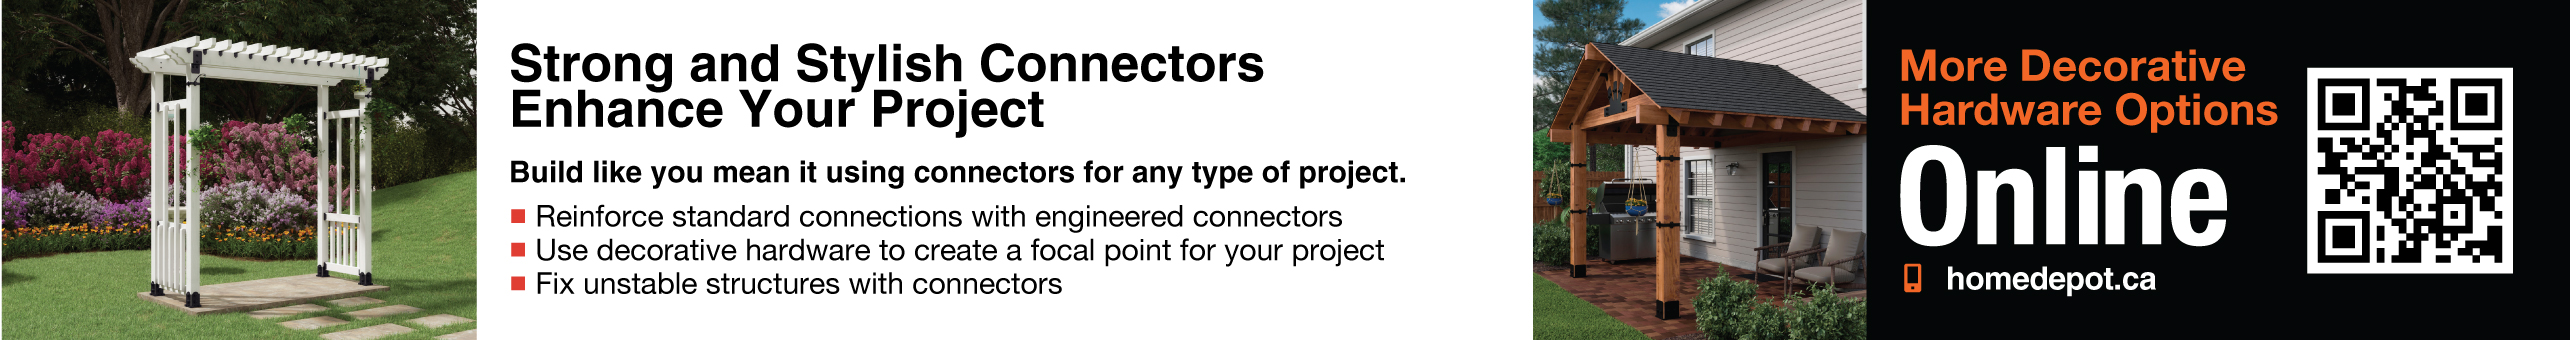 Strong and Stylish Connectors
Enhance Your Project
Build like you mean it using connectors for any type of project.
Reinforce standard connections with engineered connectors
Use decorative hardware to create a focal point for your project
Fix unstable structures with connectors
More Decorative
Hardware Options
Online
homedepot.ca